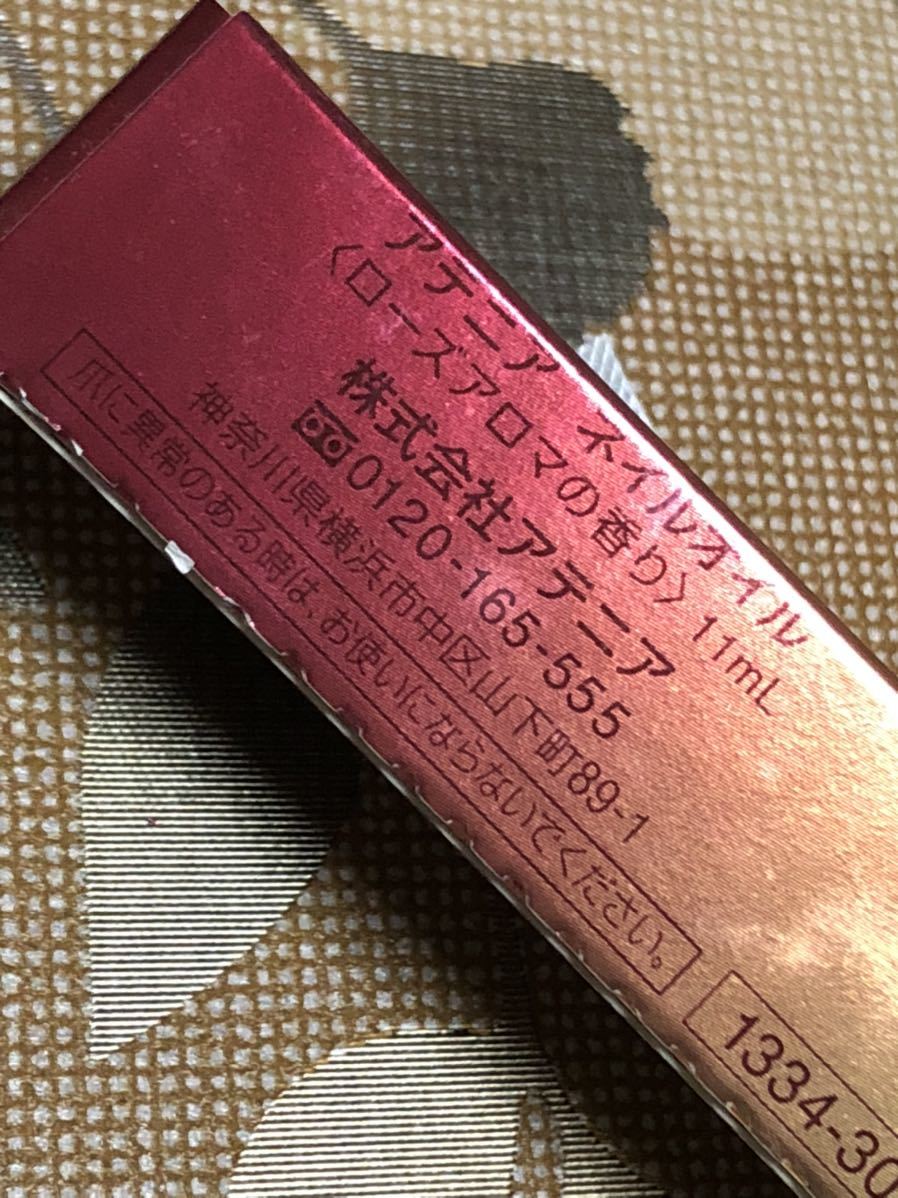 アテニア ネイルオイル
〈ローズアロマの香り〉 11mL
株式会社アテニア
0120-165-555
神奈川県横浜市中区山下町89-1
爪に異常のある時は、お使いにならないでください。
1334-30